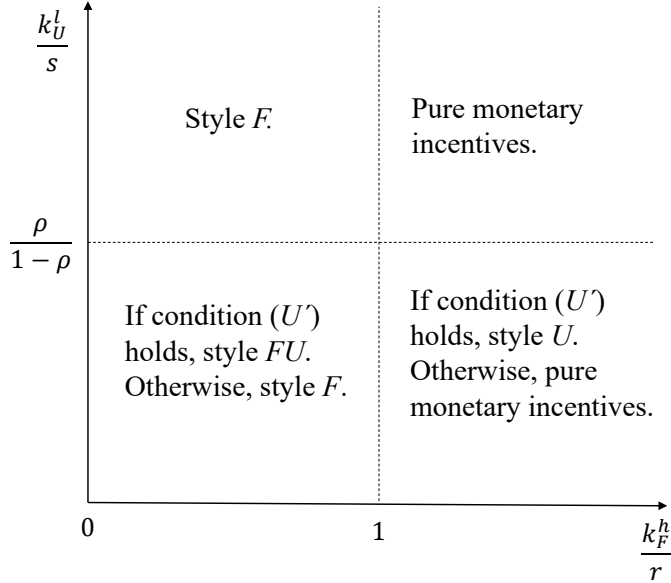 k_U^l
s
Style F.
Pure monetary
incentives.
ρ
1 − ρ
If condition (U′)
holds, style FU.
Otherwise, style F.
If condition (U′)
holds, style U.
Otherwise, pure
monetary incentives.
0
1
k_F^h
r